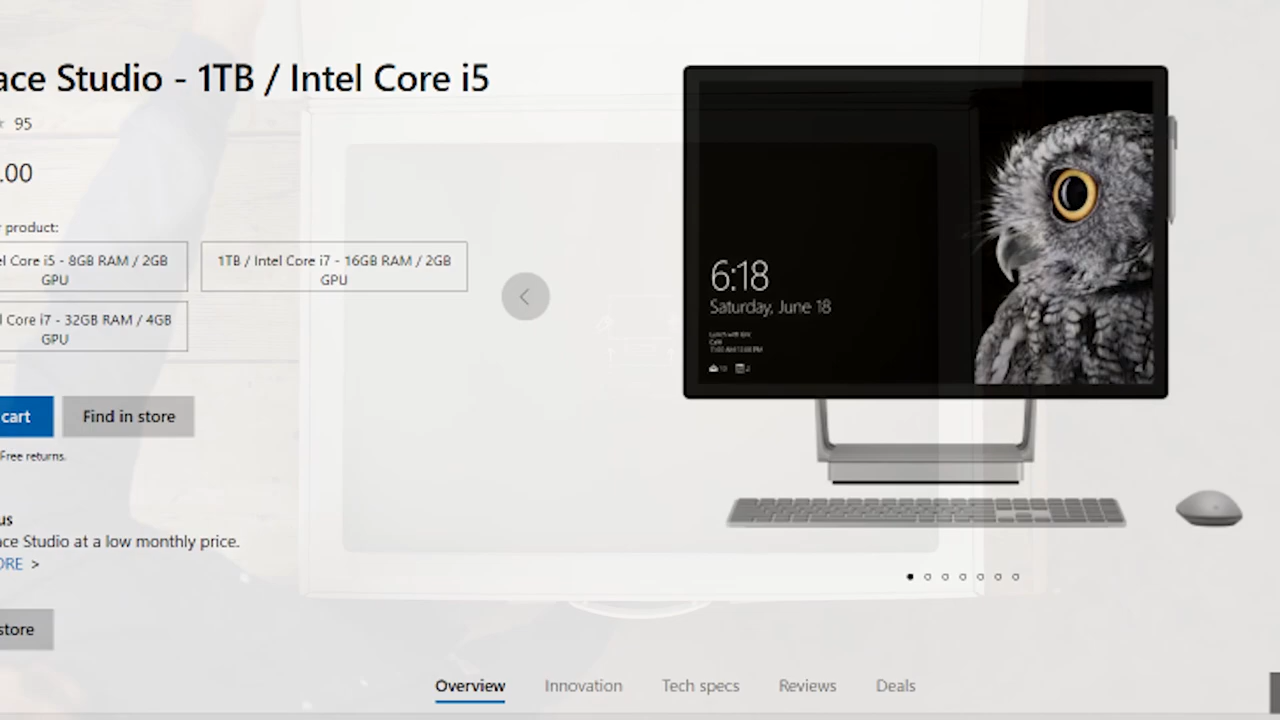 ace Studio - 1TB / Intel Core i5
95
.00
product:
el Core i5 - 8GB RAM / 2GB
GPU
1TB / Intel Core i7 - 16GB RAM / 2GB
GPU
l Core i7 - 32GB RAM / 4GB
GPU
cart
Find in store
Free returns.
us
ace Studio at a low monthly price.
ORE >
store
6:18
Saturday, June 18
Overview
Innovation
Tech specs
Reviews
Deals